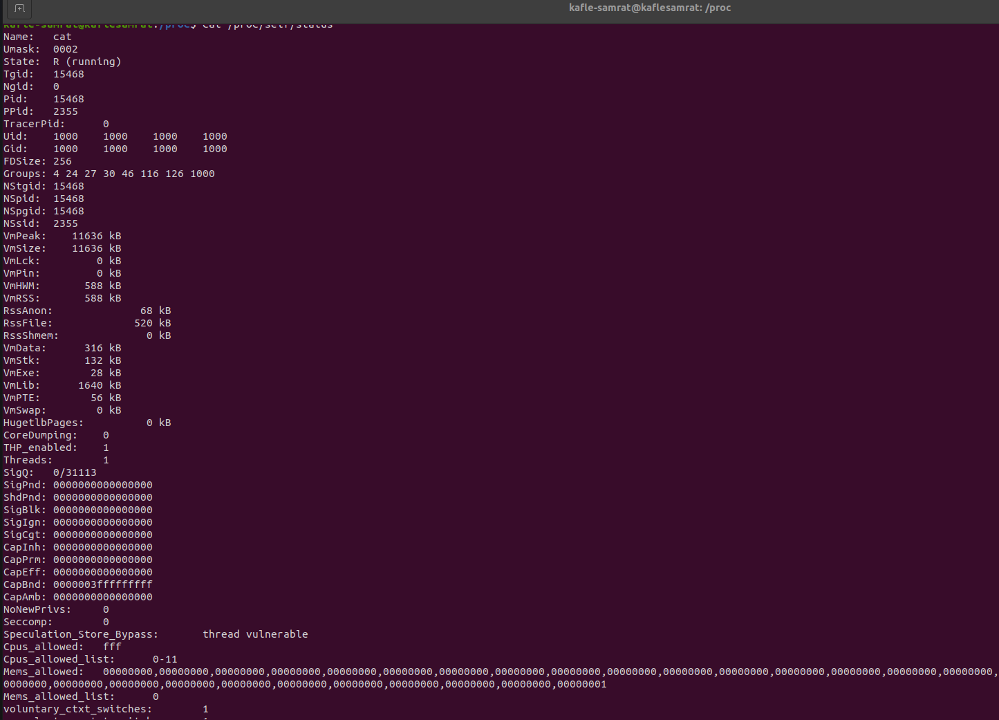 kafle-samrat@kaflesamrat: /proc
kafle-samrat@kaflesamrat:/proc$ cat /proc/self/status
Name:	cat
Umask:	0002
State:	R (running)
Tgid:	15468
Ngid:	0
Pid:	15468
PPid:	2355
TracerPid:	0
Uid:	1000	1000	1000	1000
Gid:	1000	1000	1000	1000
FDSize:	256
Groups:	4 24 27 30 46 116 126 1000
NStgid:	15468
NSpid:	15468
NSpgid:	15468
NSsid:	2355
VmPeak:	   11636 kB
VmSize:	   11636 kB
VmLck:	       0 kB
VmPin:	       0 kB
VmHWM:	     588 kB
VmRSS:	     588 kB
RssAnon:	      68 kB
RssFile:	     520 kB
RssShmem:	       0 kB
VmData:	     316 kB
VmStk:	     132 kB
VmExe:	      28 kB
VmLib:	    1640 kB
VmPTE:	      56 kB
VmSwap:	       0 kB
HugetlbPages:	       0 kB
CoreDumping:	0
THP_enabled:	1
Threads:	1
SigQ:	0/31113
SigPnd:	0000000000000000
ShdPnd:	0000000000000000
SigBlk:	0000000000000000
SigIgn:	0000000000000000
SigCgt:	0000000000000000
CapInh:	0000000000000000
CapPrm:	0000000000000000
CapEff:	0000000000000000
CapBnd:	0000003fffffffff
CapAmb:	0000000000000000
NoNewPrivs:	0
Seccomp:	0
Speculation_Store_Bypass:	thread vulnerable
Cpus_allowed:	fff
Cpus_allowed_list:	0-11
Mems_allowed:	00000000,00000000,00000000,00000000,00000000,00000000,00000000,00000000,00000000,00000000,00000000,00000000,00000000,00000000,00000000,00000000,
0000000,00000000,00000000,00000000,00000000,00000000,00000000,00000000,00000000,00000000,00000001
Mems_allowed_list:	0
voluntary_ctxt_switches:	1